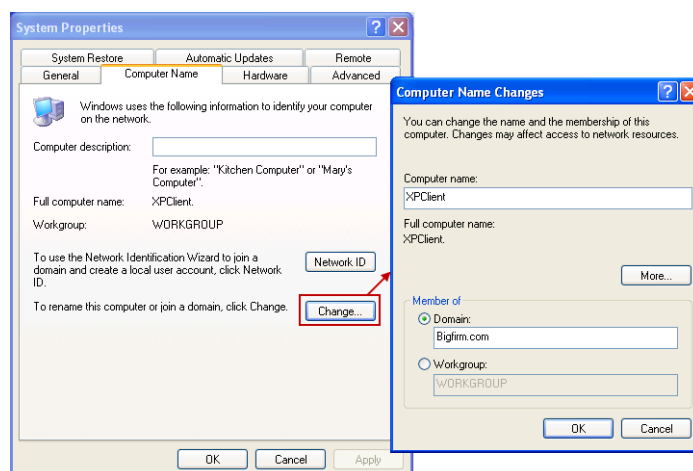 System Properties
System Restore Automatic Updates Remote
General Computer Name Hardware Advanced
Windows uses the following information to identify your computer
on the network.
Computer description:
For example: "Kitchen Computer" or "Mary's
Computer".
Full computer name: XPClient.
Workgroup: WORKGROUP
To use the Network Identification Wizard to join a
domain and create a local user account, click Network
ID.
Network ID
To rename this computer or join a domain, click Change.
Change...
OK Cancel Apply
Computer Name Changes
You can change the name and the membership of this
computer. Changes may affect access to network resources.
Computer name:
XPClient
Full computer name:
XPClient.
More...
Member of
Domain:
Bigfirm.com
Workgroup:
WORKGROUP
OK Cancel